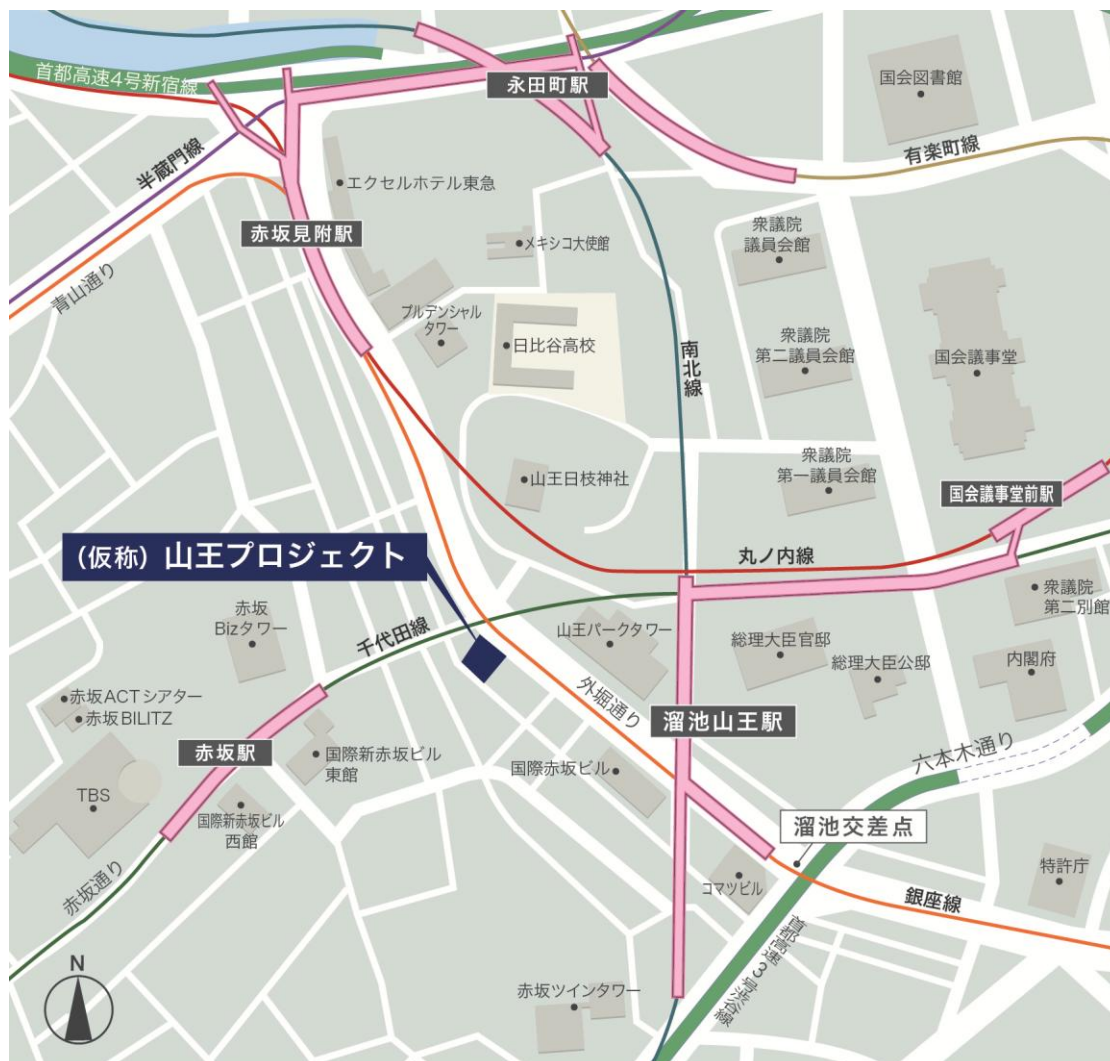 首都高速4号新宿線
永田町駅
国会図書館
半蔵門線
有楽町線
エクセルホテル東急
赤坂見附駅
メキシコ大使館
衆議院
議員会館
青山通り
プルデンシャル
タワー
日比谷高校
南北線
衆議院
第二議員会館
国会議事堂
山王日枝神社
衆議院
第一議員会館
国会議事堂前駅
(仮称) 山王プロジェクト
丸ノ内線
赤坂
Bizタワー
千代田線
山王パークタワー
総理大臣官邸
総理大臣公邸
衆議院
第二別館
内閣府
赤坂ACTシアター
赤坂BILITZ
外堀通り
溜池山王駅
六本木通り
赤坂駅
国際新赤坂ビル
東館
国際赤坂ビル
TBS
国際新赤坂ビル
西館
溜池交差点
赤坂通り
コマツビル
特許庁
銀座線
首都高速3号渋谷線
N
赤坂ツインタワー